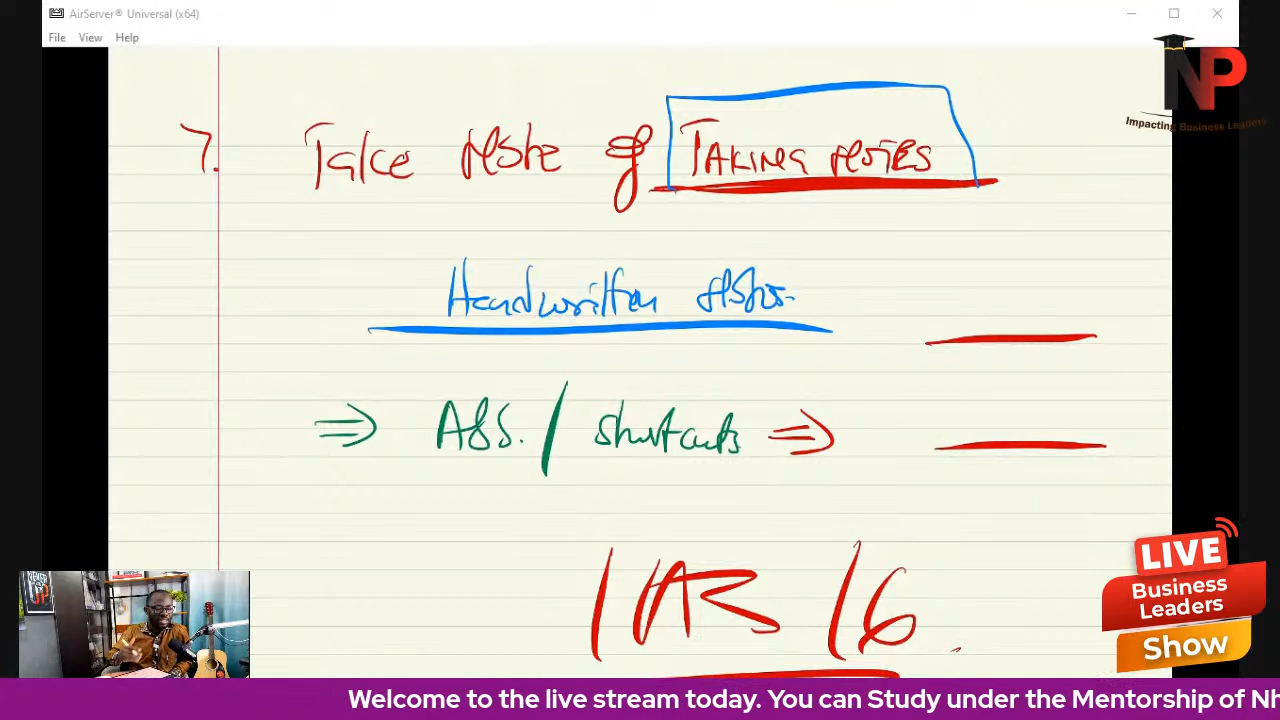 AirServer® Universal (x64)
File View Help
NP
Impacting Business Leaders
7. Take Note of TAKING NOTES
Handwritten Notes.
⇒ Abb. / shortcuts ⇒
IAS 16
LIVE
Business
Leaders
Show
Welcome to the live stream today. You can Study under the Mentorship of Nh